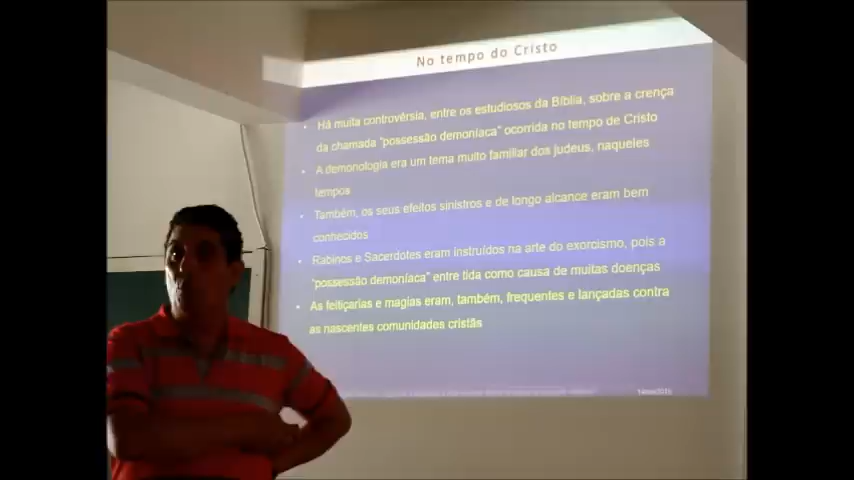 No tempo do Cristo
• Há muita controvérsia, entre os estudiosos da Bíblia, sobre a crença
da chamada "possessão demoníaca" ocorrida no tempo de Cristo
• A demonologia era um tema muito familiar dos judeus, naqueles
tempos
• Também, os seus efeitos sinistros e de longo alcance eram bem
conhecidos
• Rabinos e Sacerdotes eram instruídos na arte do exorcismo, pois a
"possessão demoníaca" entre tida como causa de muitas doenças
• As feitiçarias e magias eram, também, frequentes e lançadas contra
as nascentes comunidades cristãs